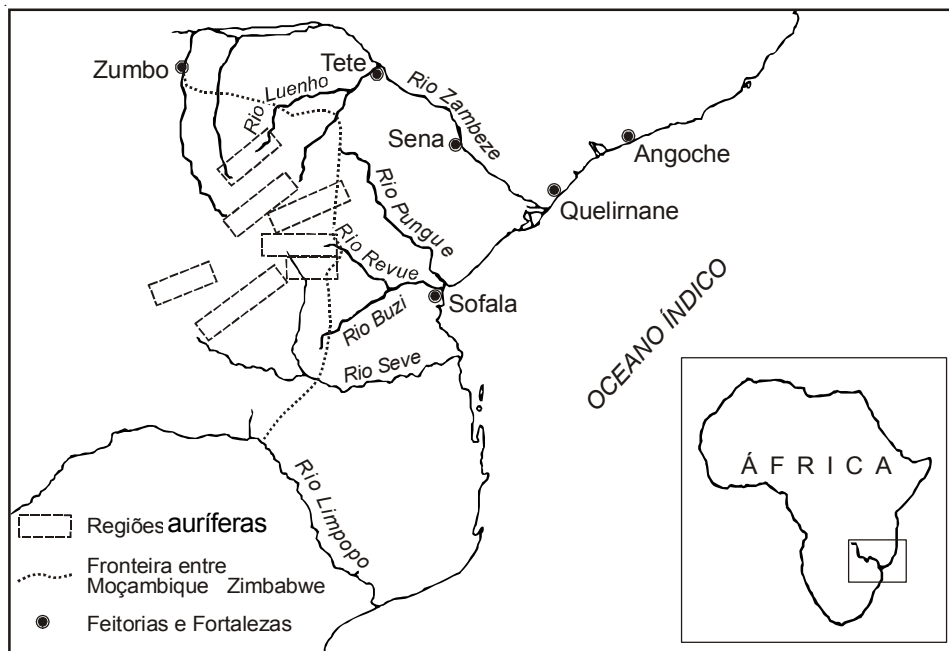 Zumbo
Tete
Rio Luenho
Rio Zambeze
Sena
Angoche
Quelirnane
Rio Pungue
Rio Revue
Sofala
Rio Buzi
Rio Seve
OCEANO ÍNDICO
Rio Limpopo
ÁFRICA
Regiões auríferas
Fronteira entre
Moçambique Zimbabwe
Feitorias e Fortalezas